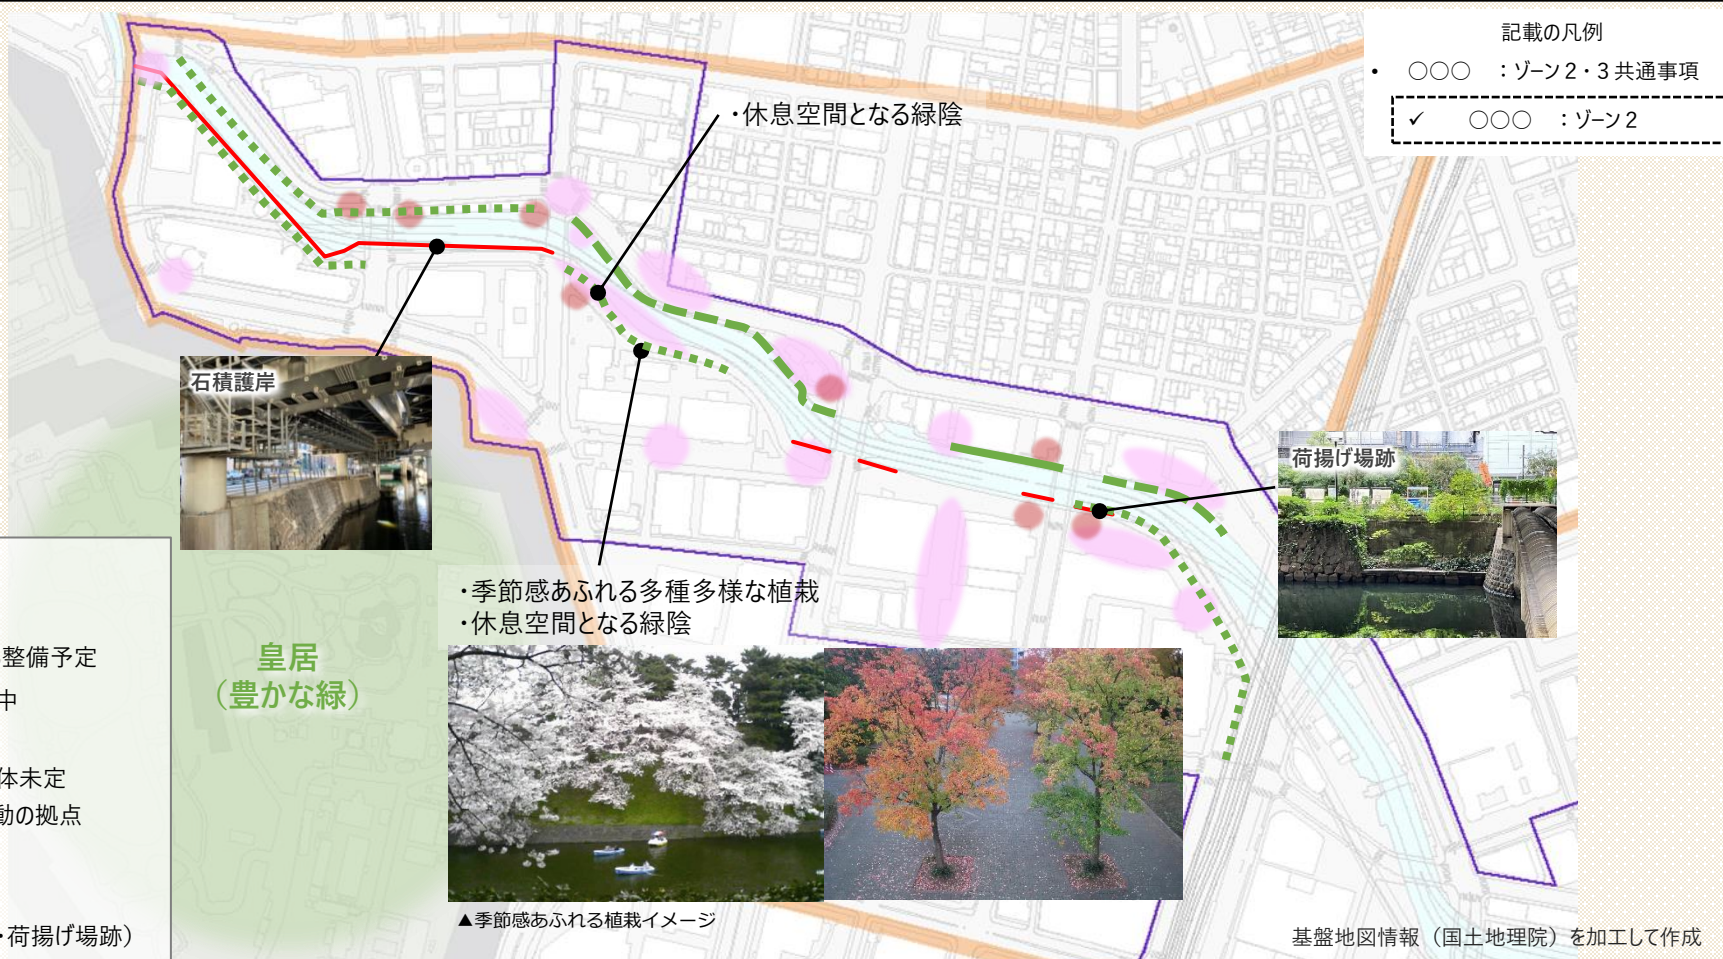 記載の凡例
• ○○○ ：ゾーン２・３共通事項
✓ ○○○ ：ゾーン２
・休息空間となる緑陰
石積護岸
荷揚げ場跡
・季節感あふれる多種多様な植栽
・休息空間となる緑陰
整備予定
中
皇居
（豊かな緑）
体未定
動の拠点
▲季節感あふれる植栽イメージ
・荷揚げ場跡）
基盤地図情報（国土地理院）を加工して作成